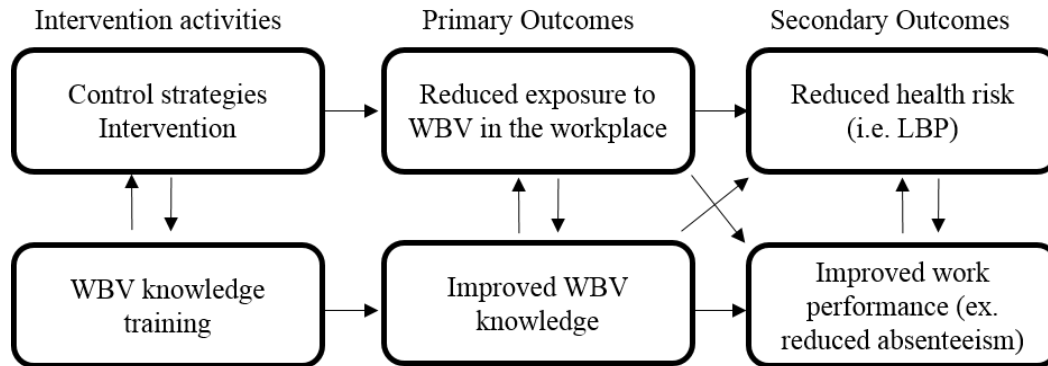 Intervention activities
Primary Outcomes
Secondary Outcomes
Control strategies
Intervention
Reduced exposure to
WBV in the workplace
Reduced health risk
(i.e. LBP)
WBV knowledge
training
Improved WBV
knowledge
Improved work
performance (ex.
reduced absenteeism)